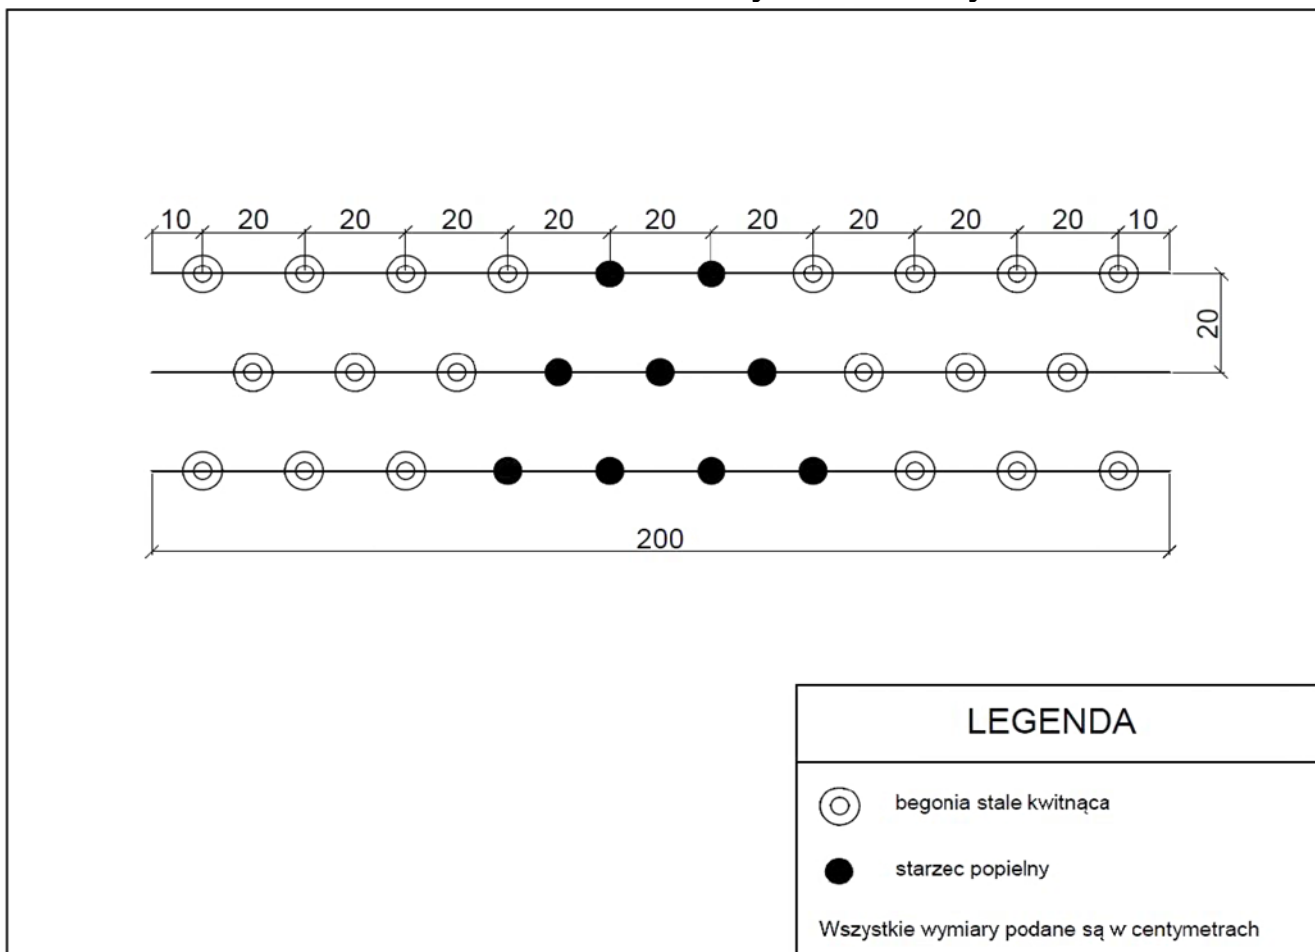 10 20 20 20 20 20 20 20 20 20 10
20
200
LEGENDA
begonia stale kwitnąca
starzec popielny
Wszystkie wymiary podane są w centymetrach